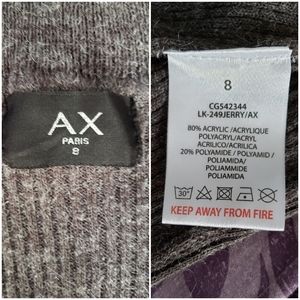 AX
PARIS
8
8
CG542344
LK-249JERRY/AX
80% ACRYLIC /ACRYLIQUE
POLYACRYL/ACRYL
ACRILICO/ACRILICA
20% POLYAMIDE / POLYAMID /
POLIAMIDA/
POLIAMMIDE
POLIAMIDA
30°
KEEP AWAY FROM FIRE